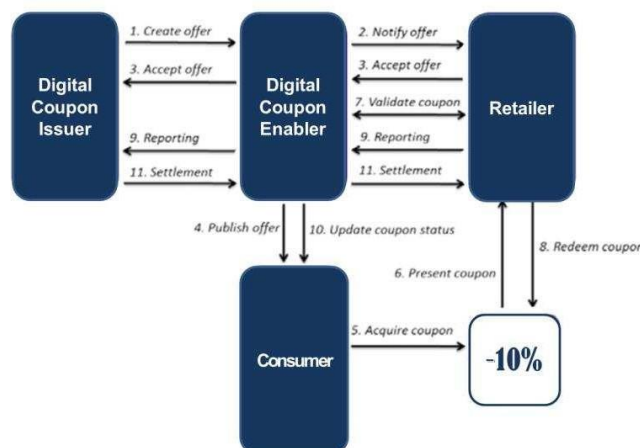 1. Create offer
2. Notify offer
3. Accept offer
3. Accept offer
Digital
Coupon
Issuer
Digital
Coupon
Enabler
Retailer
7. Validate coupon
9. Reporting
9. Reporting
11. Settlement
11. Settlement
4. Publish offer
10. Update coupon status
8. Redeem coupon
6. Present coupon
5. Acquire coupon
Consumer
-10%